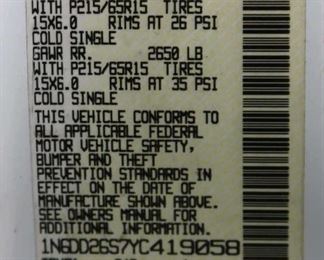 WITH P215/65R15 TIRES
15X6.0 RIMS AT 26 PSI
COLD SINGLE
GAWR RR. 2650 LB
WITH P215/65R15 TIRES
15X6.0 RIMS AT 35 PSI
COLD SINGLE
THIS VEHICLE CONFORMS TO
ALL APPLICABLE FEDERAL
MOTOR VEHICLE SAFETY,
BUMPER AND THEFT
PREVENTION STANDARDS IN
EFFECT ON THE DATE OF
MANUFACTURE SHOWN ABOVE.
SEE OWNERS MANUAL FOR
ADDITIONAL INFORMATION.
1N6DD26S7YC419058